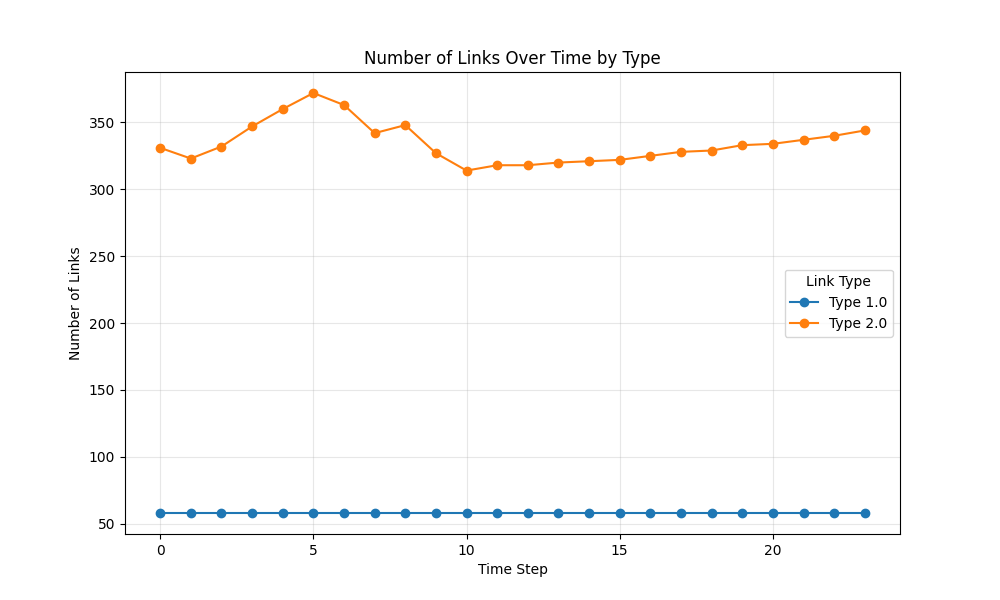 Number of Links Over Time by Type
Number of Links
350
300
250
200
150
100
50
Link Type
Type 1.0
Type 2.0
0 5 10 15 20
Time Step